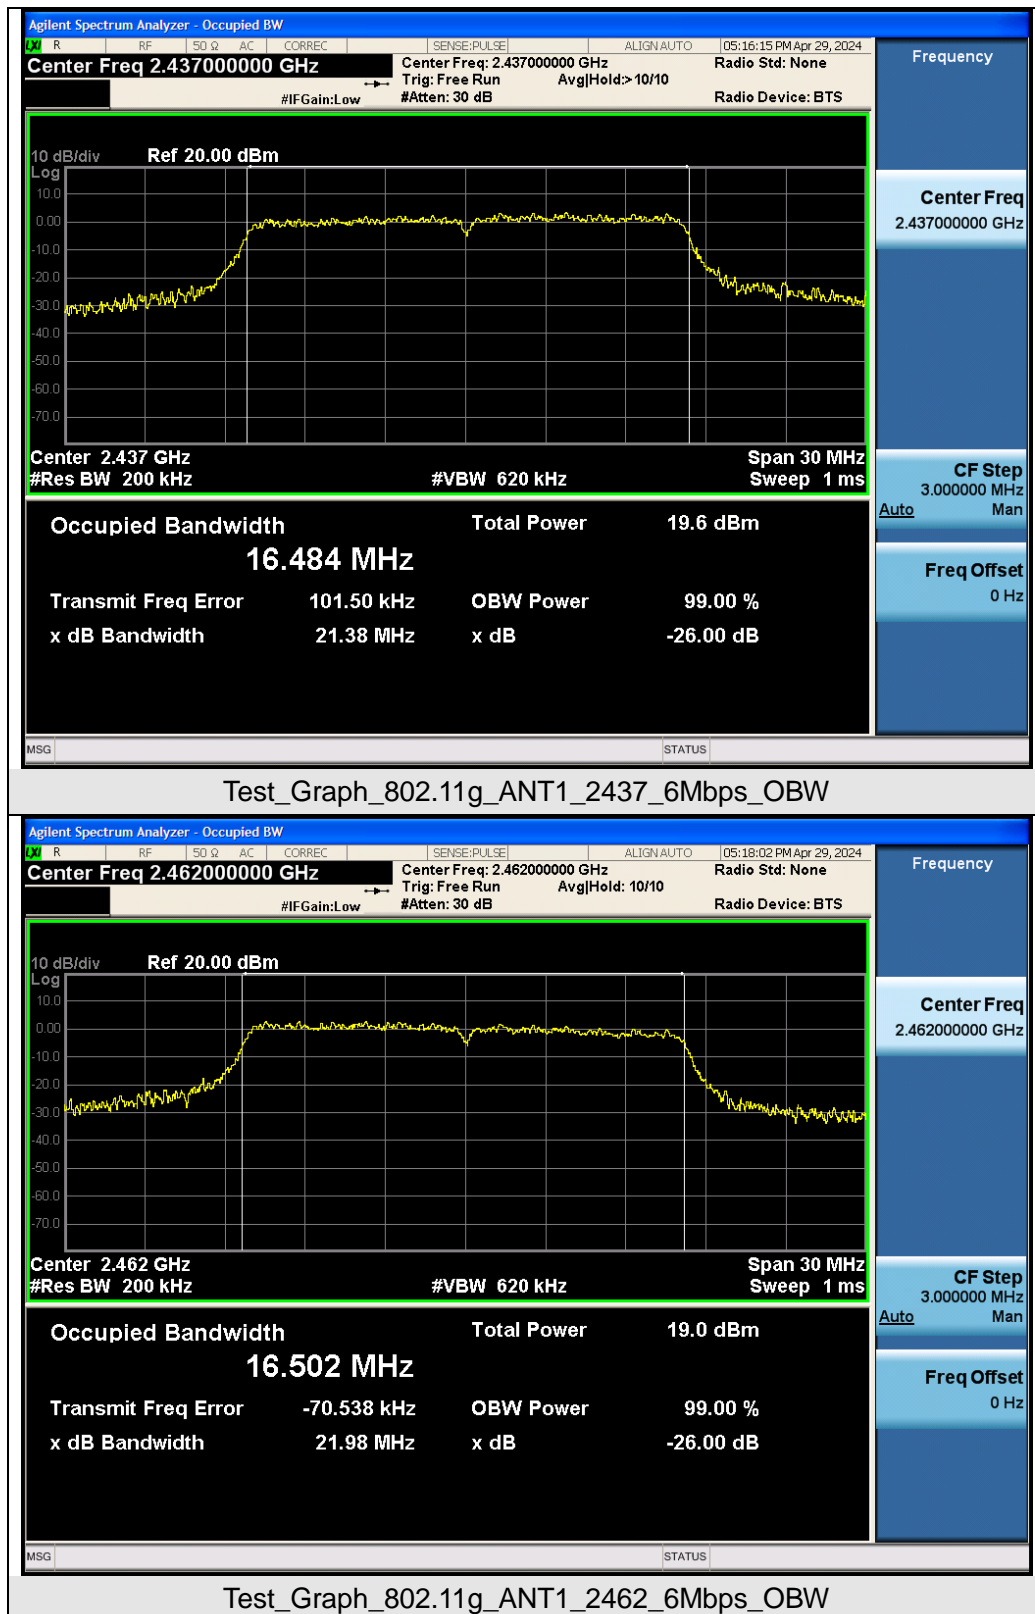 Agilent Spectrum Analyzer - Occupied BW
LXI R RF 50 Ω AC CORREC SENSE:PULSE ALIGN AUTO 05:16:15 PM Apr 29, 2024
Center Freq 2.437000000 GHz
Center Freq: 2.437000000 GHz
Radio Std: None
Trig: Free Run Avg|Hold:>10/10
#IFGain:Low #Atten: 30 dB Radio Device: BTS
Frequency
10 dB/div Ref 20.00 dBm
Log
10.0
0.00
-10.0
-20.0
-30.0
-40.0
-50.0
-60.0
-70.0
Center Freq
2.437000000 GHz
Center 2.437 GHz Span 30 MHz
#Res BW 200 kHz #VBW 620 kHz Sweep 1 ms
CF Step
3.000000 MHz
Auto Man
Freq Offset
0 Hz
Occupied Bandwidth Total Power 19.6 dBm
16.484 MHz
Transmit Freq Error 101.50 kHz OBW Power 99.00 %
x dB Bandwidth 21.38 MHz x dB -26.00 dB
MSG STATUS
Test_Graph_802.11g_ANT1_2437_6Mbps_OBW
Agilent Spectrum Analyzer - Occupied BW
LXI R RF 50 Ω AC CORREC SENSE:PULSE ALIGN AUTO 05:18:02 PM Apr 29, 2024
Center Freq 2.462000000 GHz
Center Freq: 2.462000000 GHz
Radio Std: None
Trig: Free Run Avg|Hold: 10/10
#IFGain:Low #Atten: 30 dB Radio Device: BTS
Frequency
10 dB/div Ref 20.00 dBm
Log
10.0
0.00
-10.0
-20.0
-30.0
-40.0
-50.0
-60.0
-70.0
Center Freq
2.462000000 GHz
Center 2.462 GHz Span 30 MHz
#Res BW 200 kHz #VBW 620 kHz Sweep 1 ms
CF Step
3.000000 MHz
Auto Man
Freq Offset
0 Hz
Occupied Bandwidth Total Power 19.0 dBm
16.502 MHz
Transmit Freq Error -70.538 kHz OBW Power 99.00 %
x dB Bandwidth 21.98 MHz x dB -26.00 dB
MSG STATUS
Test_Graph_802.11g_ANT1_2462_6Mbps_OBW